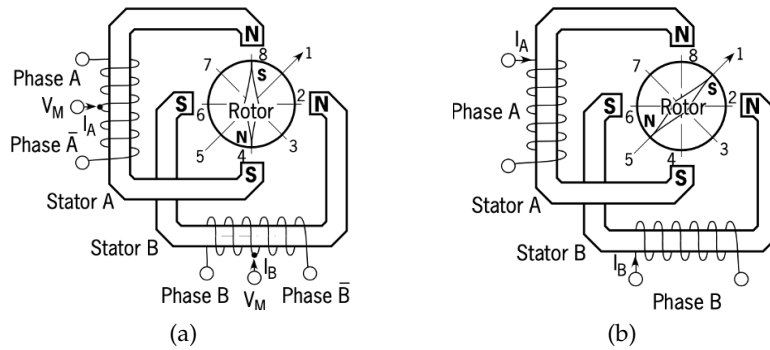 N
8
1
S
7
Phase A
V_M
I_A
S
6
Rotor
2
N
Phase A̅
N
5
4
3
S
Stator A
Stator B
I_B
Phase B
V_M
Phase B̅
(a)
I_A
N
8
1
S
7
Phase A
S
6
Rotor
2
N
N
5
4
3
S
Stator A
Stator B
I_B
Phase B
(b)